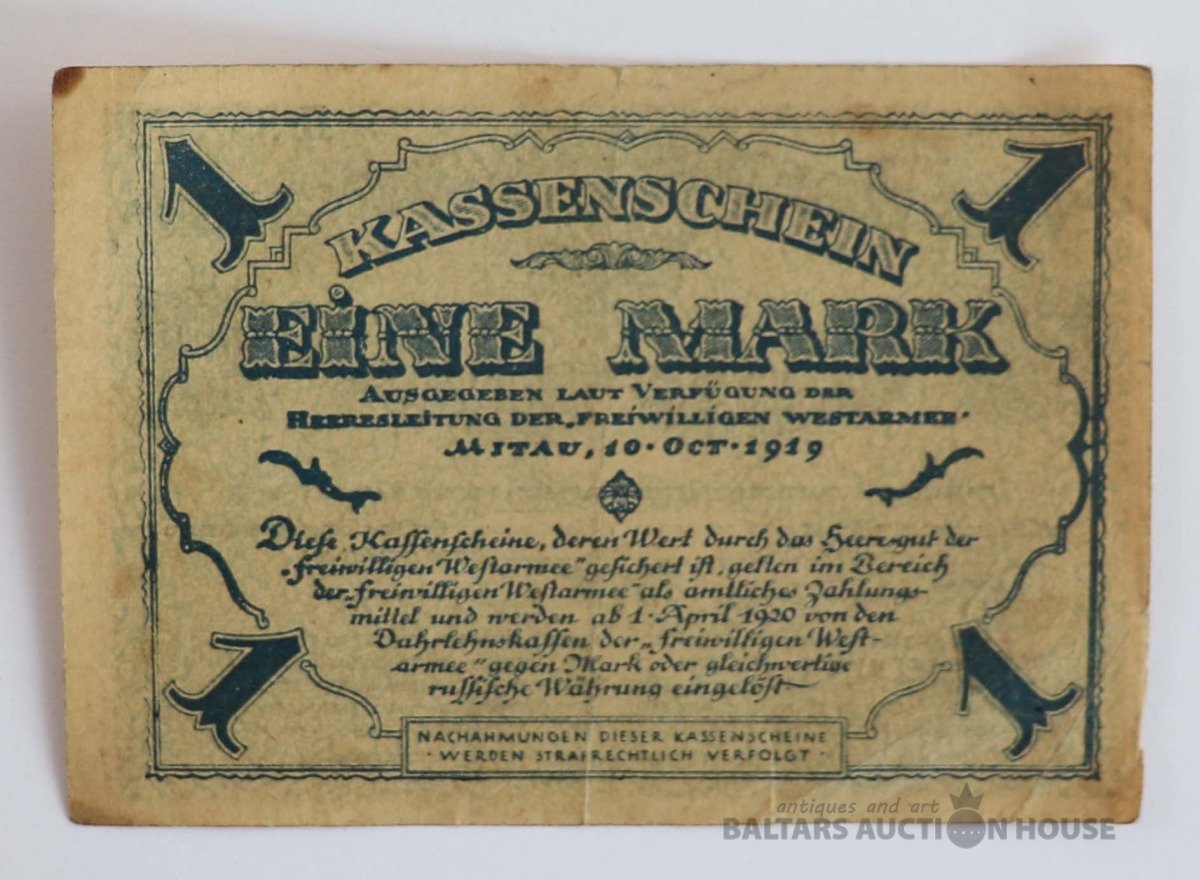 1 1
KASSENSCHEIN
EINE MARK
AUSGEGEBEN LAUT VERFÜGUNG DER
HEERESLEITUNG DER „FREIWILLIGEN WESTARMEE"
MITAU, 10·OCT·1919
Diese Kassenscheine, deren Wert durch das Heeresgut der
„freiwilligen Westarmee" gesichert ist, gelten im Bereich
der „freiwilligen Westarmee" als amtliches Zahlungs-
mittel und werden ab 1·April 1920 von den
Dahrlehnskassen der „freiwilligen West-
armee" gegen Mark oder gleichwertige
russische Währung eingelöst
1 1
NACHAHMUNGEN DIESER KASSENSCHEINE
· WERDEN STRAFRECHTLICH VERFOLGT ·
antiques and art
BALTARS AUCTION HOUSE